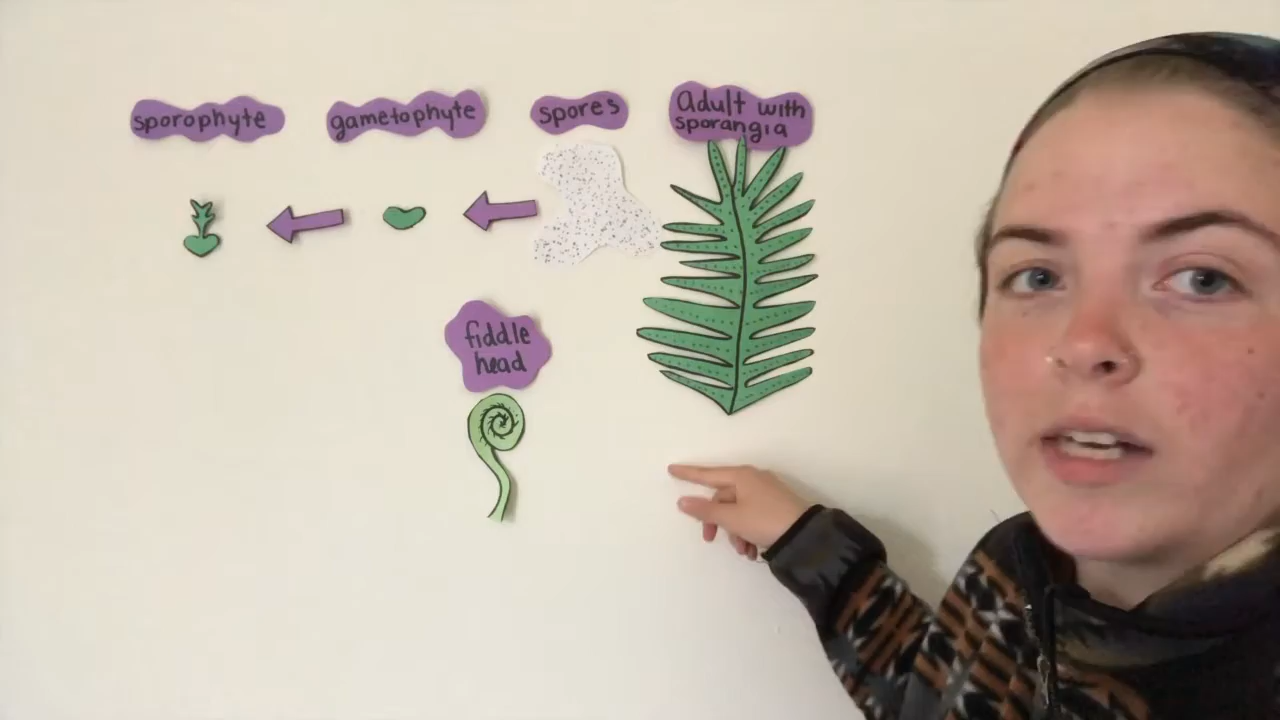 sporophyte
gametophyte
spores
Adult with
sporangia
fiddle
head